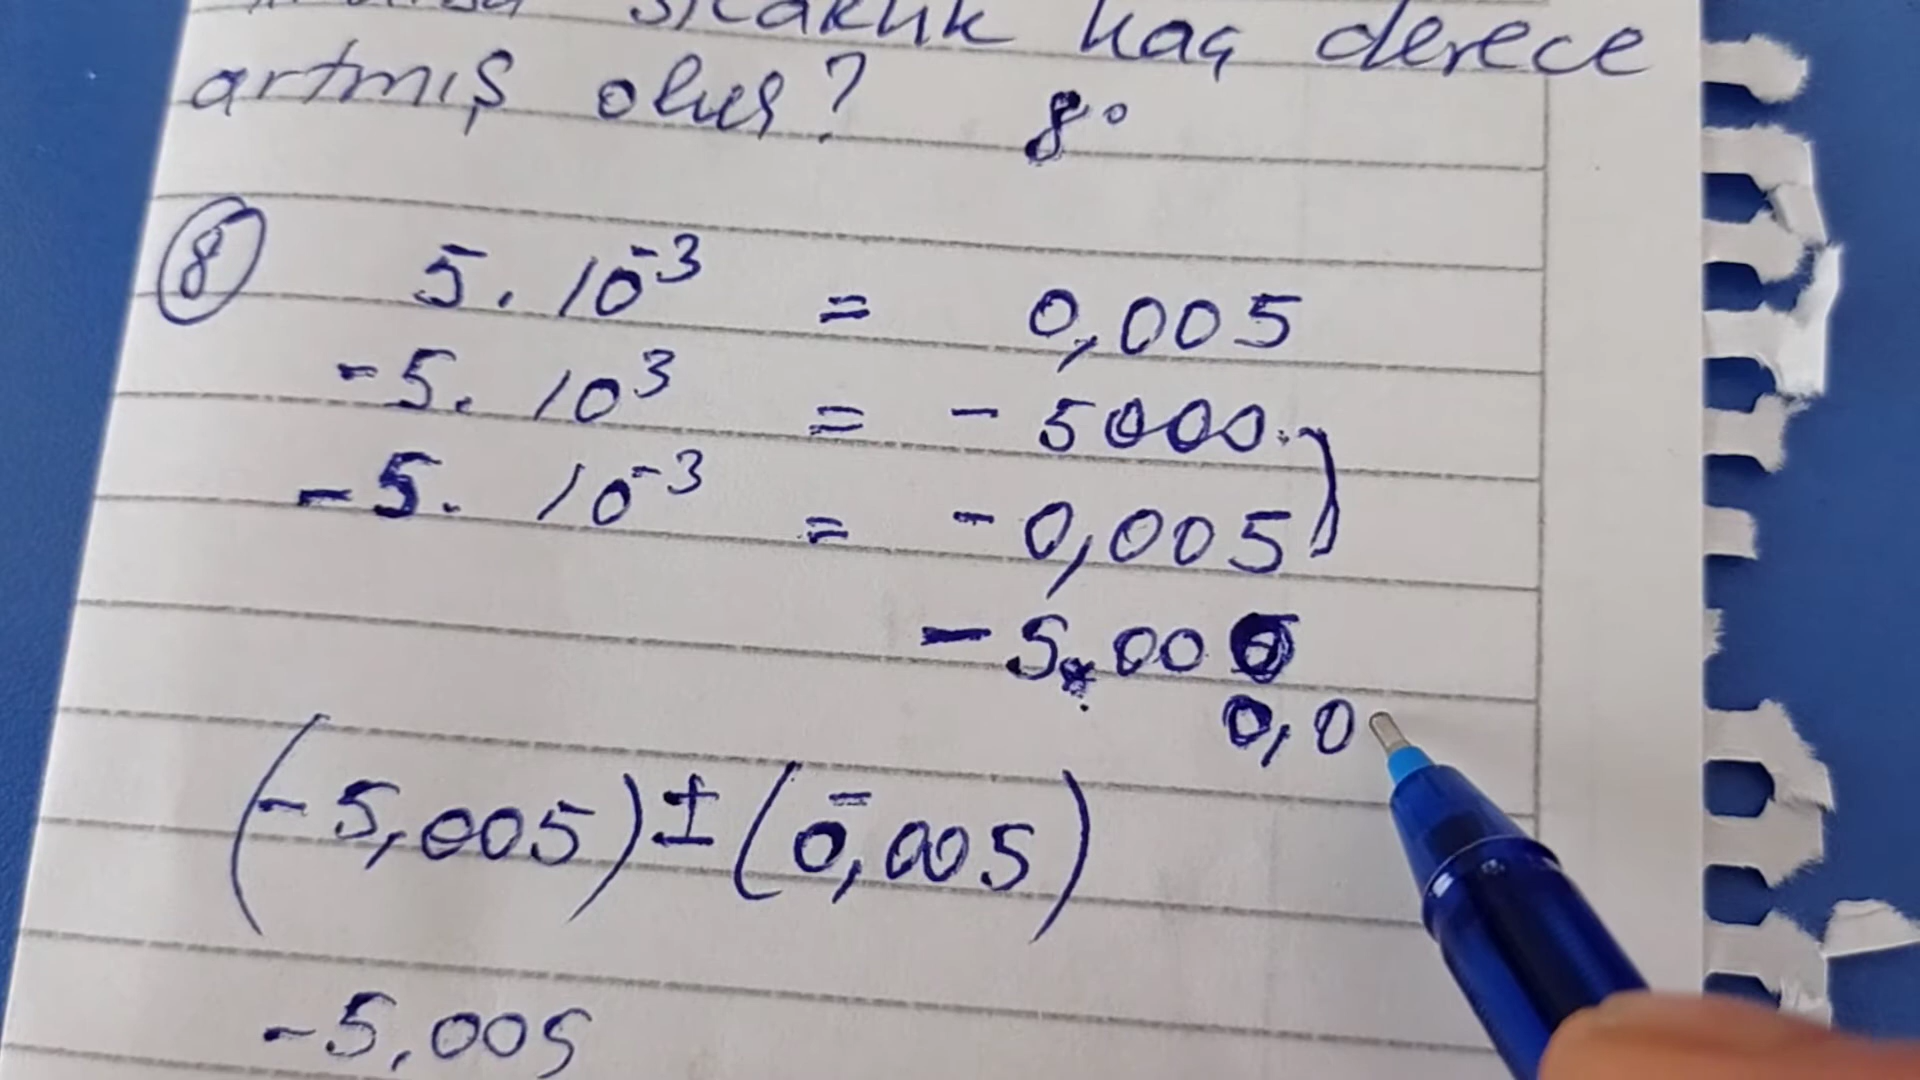 sıcaklık kaç derece
artmış olur? 8°
8 5. 10⁻³ = 0,005
-5. 10³ = -5000
-5. 10⁻³ = -0,005
-5.000
0,0
(-5,005) ± (-0,005)
-5,005